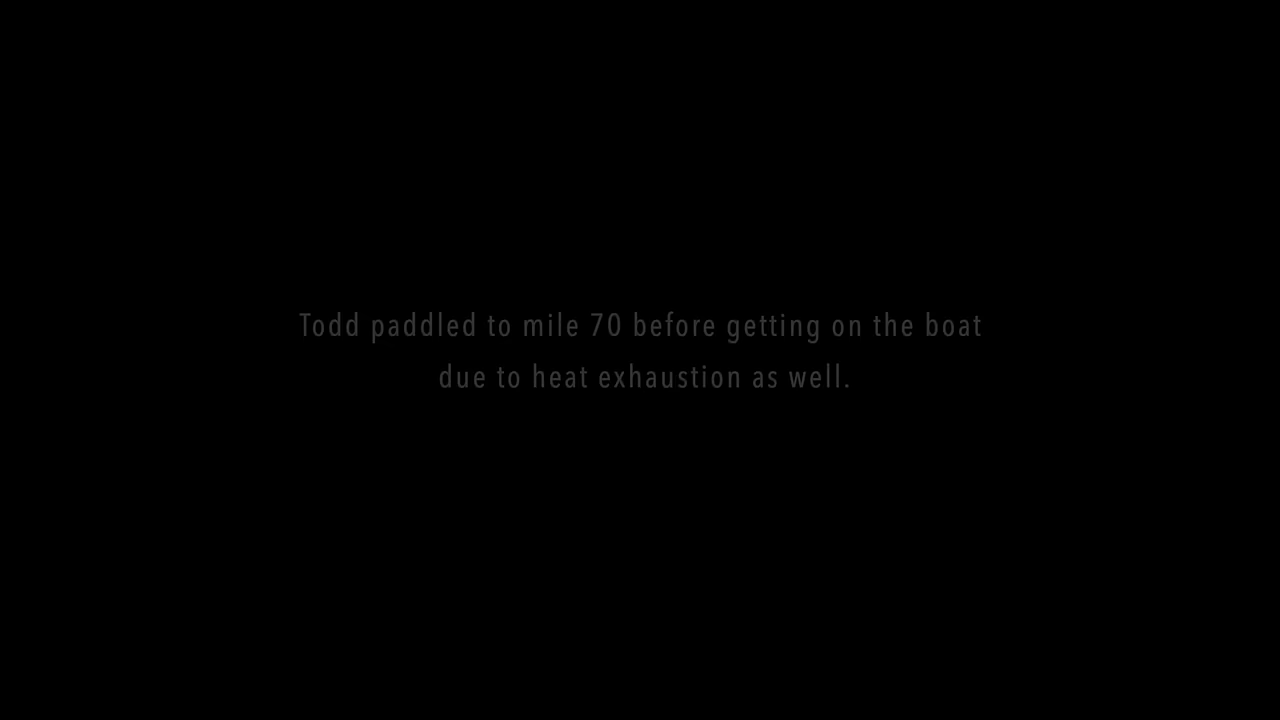 Todd paddled to mile 70 before getting on the boat
due to heat exhaustion as well.